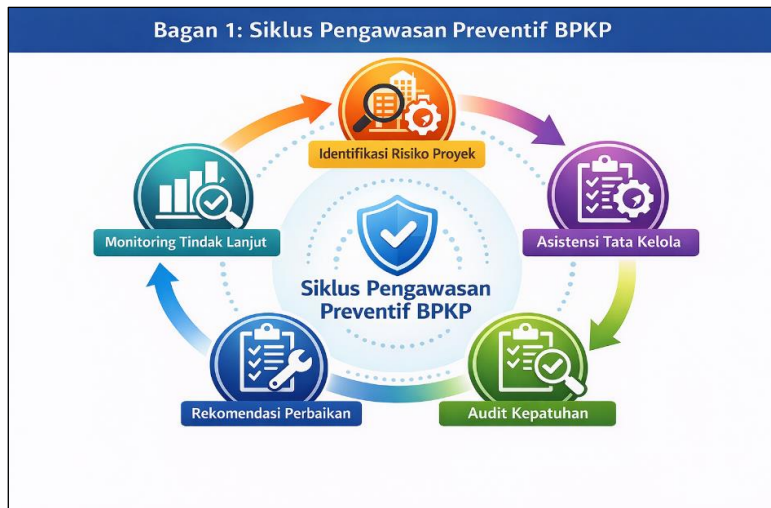 Bagan 1: Siklus Pengawasan Preventif BPKP
Identifikasi Risiko Proyek
Asistensi Tata Kelola
Audit Kepatuhan
Rekomendasi Perbaikan
Monitoring Tindak Lanjut
Siklus Pengawasan
Preventif BPKP